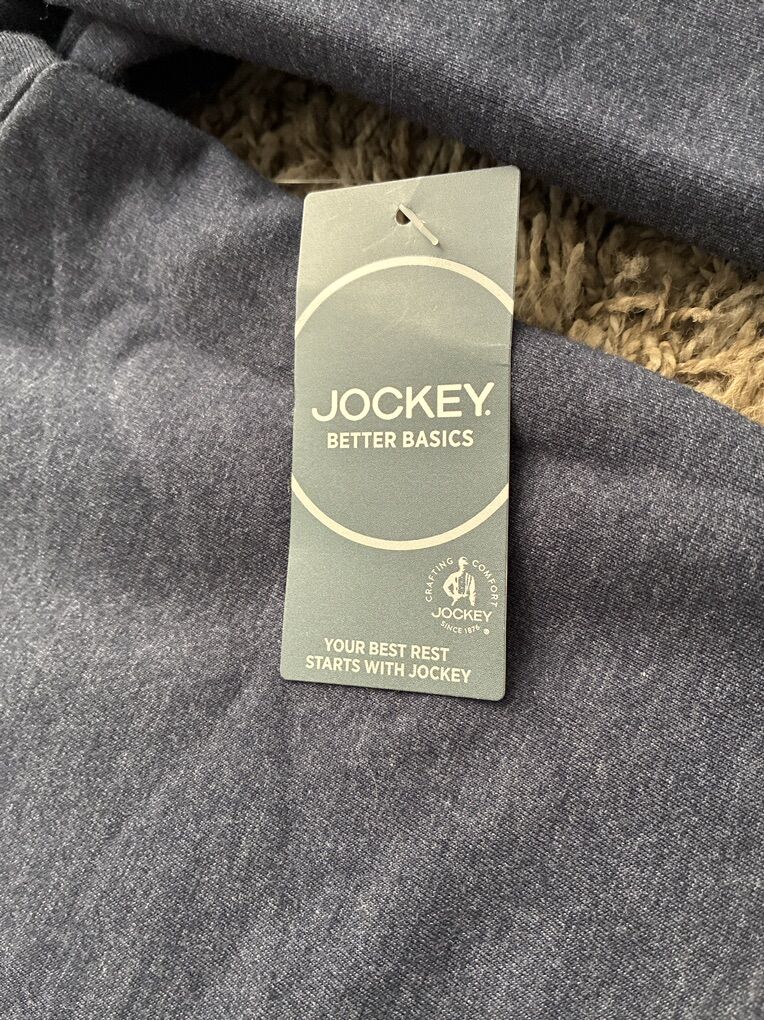 JOCKEY®
BETTER BASICS
CRAFTING COMFORT
JOCKEY
SINCE 1876 ®
YOUR BEST REST
STARTS WITH JOCKEY